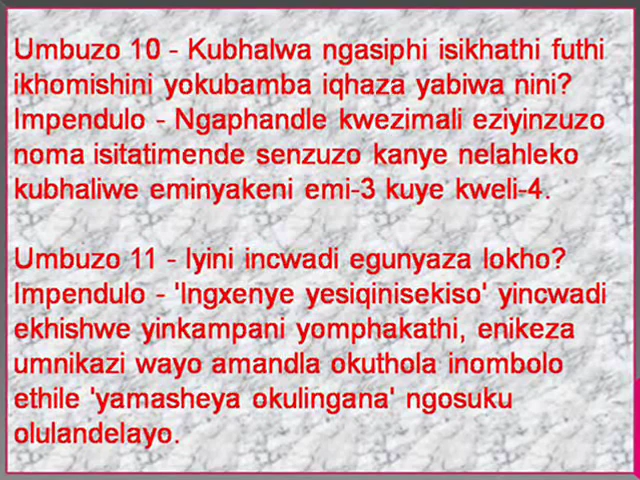 Umbuzo 10 - Kubhalwa ngasiphi isikhathi futhi
ikhomishini yokubamba iqhaza yabiwa nini?
Impendulo - Ngaphandle kwezimali eziyinzuzo
noma isitatimende senzuzo kanye nelahleko
kubhaliwe eminyakeni emi-3 kuye kweli-4.
Umbuzo 11 - Iyini incwadi egunyaza lokho?
Impendulo - 'Ingxenye yesiqinisekiso' yincwadi
ekhishwe yinkampani yomphakathi, enikeza
umnikazi wayo amandla okuthola inombolo
ethile 'yamasheya okulingana' ngosuku
olulandelayo.